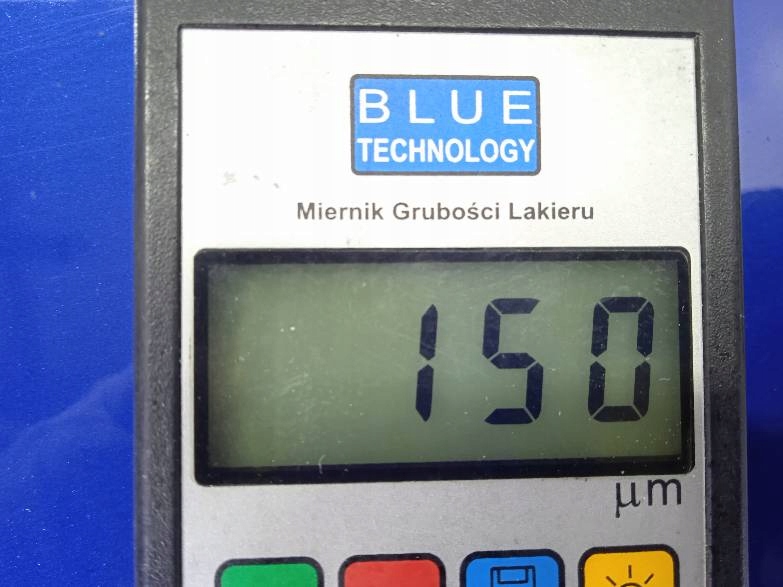 BLUE
TECHNOLOGY
Miernik Grubości Lakieru
150
µm